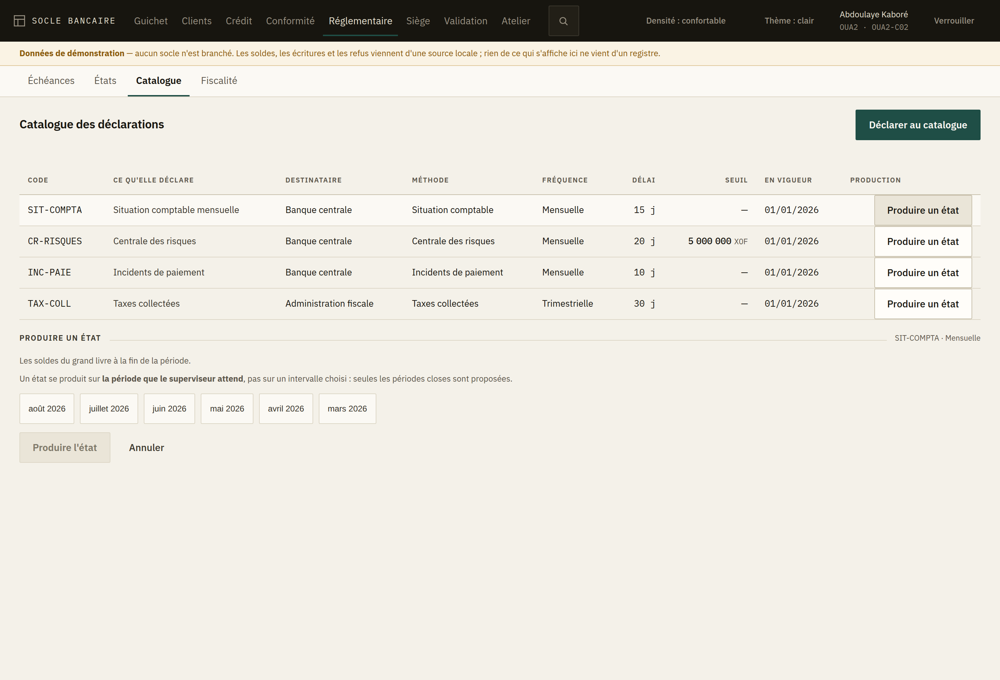 SOCLE BANCAIRE Guichet Clients Crédit Conformité Réglementaire Siège Validation Atelier Densité : confortable Thème : clair Abdoulaye Kaboré Verrouiller
OUA2 · OUA2-C02
Données de démonstration — aucun socle n'est branché. Les soldes, les écritures et les refus viennent d'une source locale ; rien de ce qui s'affiche ici ne vient d'un registre.
Échéances États Catalogue Fiscalité
Catalogue des déclarations Déclarer au catalogue
CODE CE QU'ELLE DÉCLARE DESTINATAIRE MÉTHODE FRÉQUENCE DÉLAI SEUIL EN VIGUEUR PRODUCTION
SIT-COMPTA Situation comptable mensuelle Banque centrale Situation comptable Mensuelle 15 j — 01/01/2026 Produire un état
CR-RISQUES Centrale des risques Banque centrale Centrale des risques Mensuelle 20 j 5 000 000 XOF 01/01/2026 Produire un état
INC-PAIE Incidents de paiement Banque centrale Incidents de paiement Mensuelle 10 j — 01/01/2026 Produire un état
TAX-COLL Taxes collectées Administration fiscale Taxes collectées Trimestrielle 30 j — 01/01/2026 Produire un état
PRODUIRE UN ÉTAT SIT-COMPTA · Mensuelle
Les soldes du grand livre à la fin de la période.
Un état se produit sur la période que le superviseur attend, pas sur un intervalle choisi : seules les périodes closes sont proposées.
août 2026 juillet 2026 juin 2026 mai 2026 avril 2026 mars 2026
Produire l'état Annuler